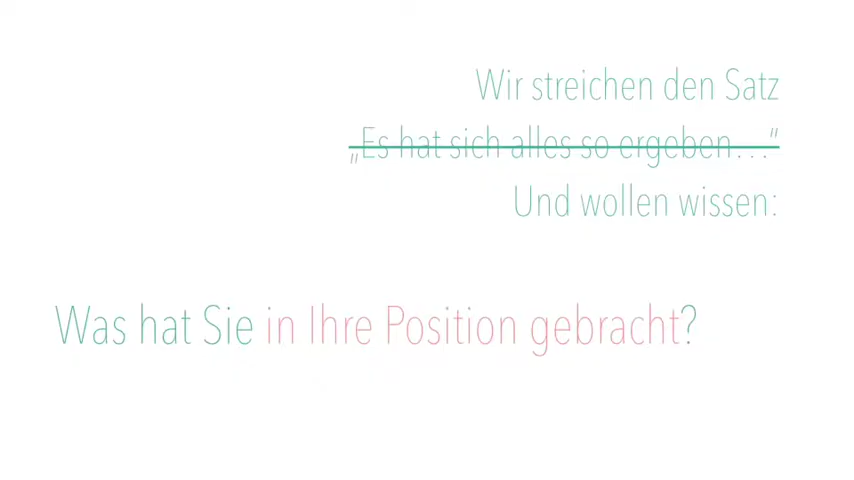 Wir streichen den Satz
„Es hat sich alles so ergeben…“
Und wollen wissen:
Was hat Sie in Ihre Position gebracht?